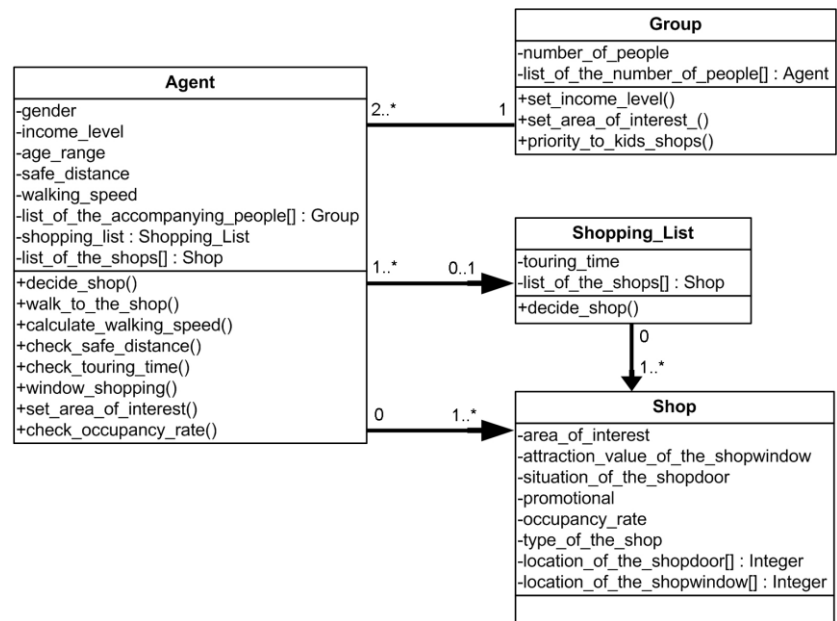 Group
-number_of_people
-list_of_the_number_of_people[] : Agent
+set_income_level()
+set_area_of_interest_()
+priority_to_kids_shops()
Agent
-gender
-income_level
-age_range
-safe_distance
-walking_speed
-list_of_the_accompanying_people[] : Group
-shopping_list : Shopping_List
-list_of_the_shops[] : Shop
+decide_shop()
+walk_to_the_shop()
+calculate_walking_speed()
+check_safe_distance()
+check_touring_time()
+window_shopping()
+set_area_of_interest()
+check_occupancy_rate()
2..* 1
1..* 0..1
0 1..*
Shopping_List
-touring_time
-list_of_the_shops[] : Shop
+decide_shop()
0
1..*
Shop
-area_of_interest
-attraction_value_of_the_shopwindow
-situation_of_the_shopdoor
-promotional
-occupancy_rate
-type_of_the_shop
-location_of_the_shopdoor[] : Integer
-location_of_the_shopwindow[] : Integer